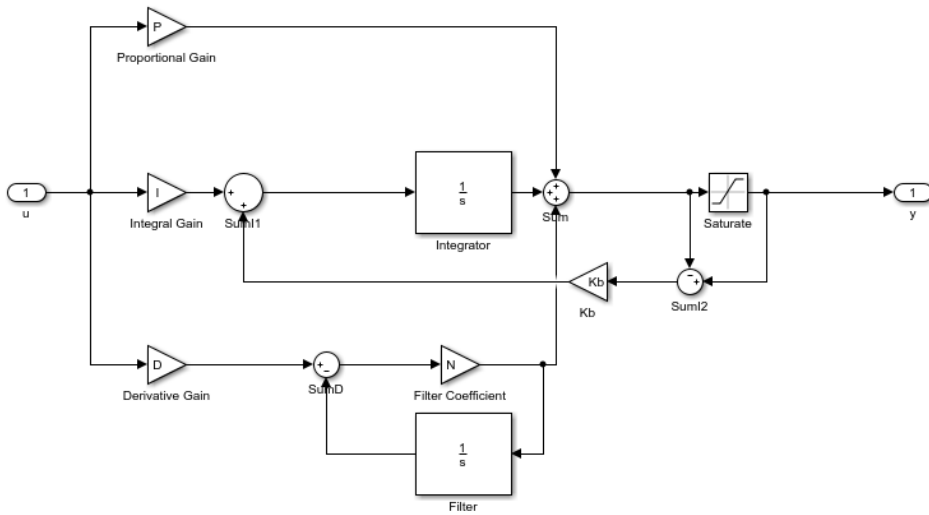 P
Proportional Gain
1
u
I
Integral Gain
+
+
SumI1
1
s
Integrator
+
+
+
Sum
Saturate
1
y
Kb
Kb
−
+
SumI2
D
Derivative Gain
+
−
SumD
N
Filter Coefficient
1
s
Filter